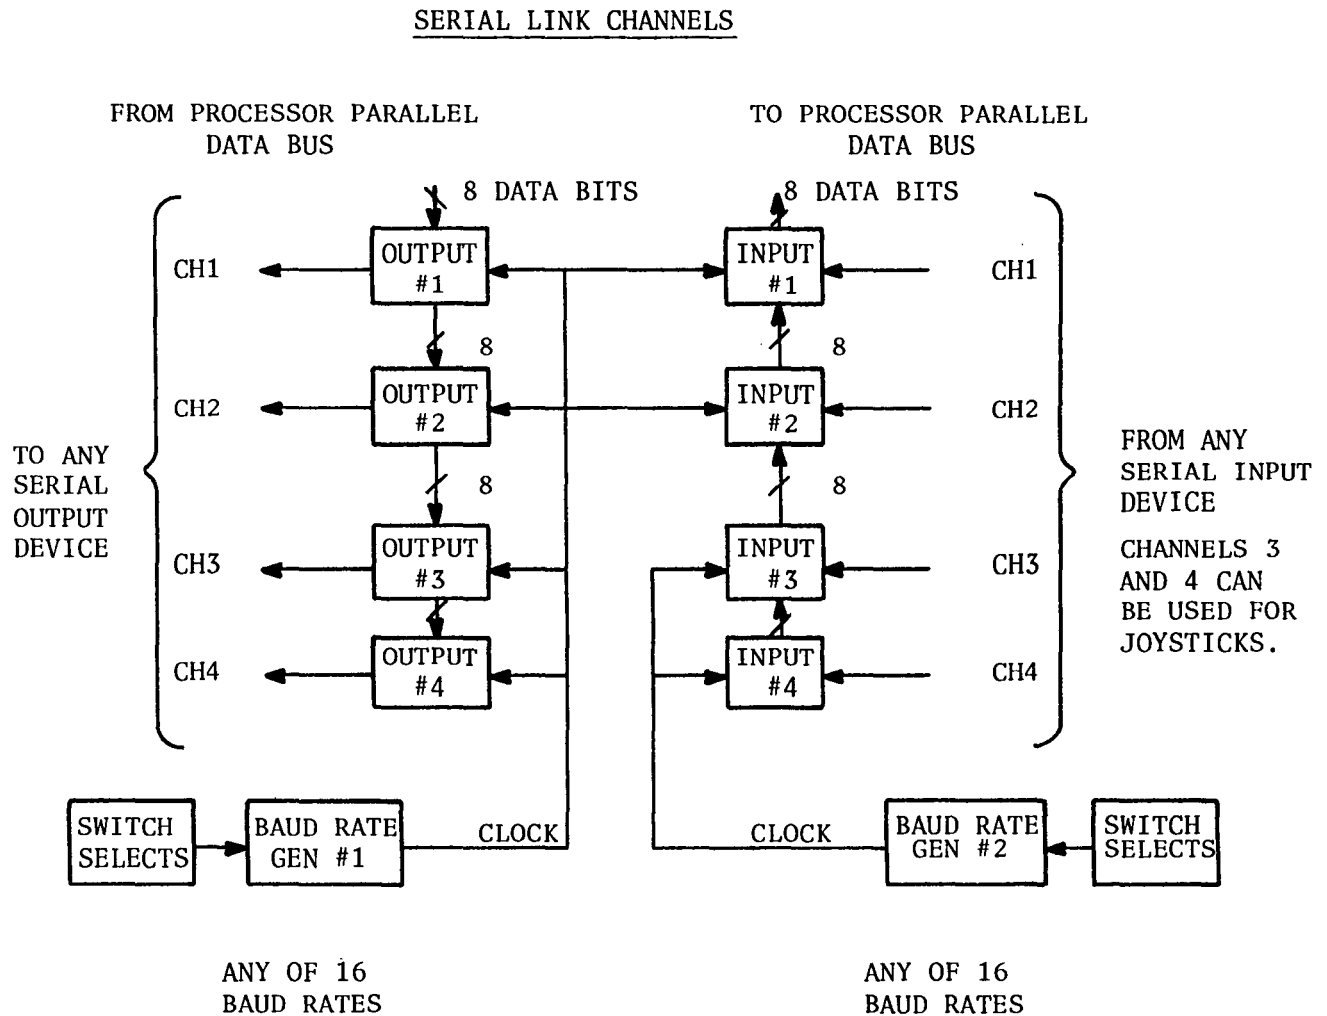 SERIAL LINK CHANNELS
FROM PROCESSOR PARALLEL
DATA BUS
TO PROCESSOR PARALLEL
DATA BUS
8 DATA BITS
8 DATA BITS
CH1
OUTPUT
#1
INPUT
#1
CH1
8
8
CH2
OUTPUT
#2
INPUT
#2
CH2
TO ANY
SERIAL
OUTPUT
DEVICE
8
8
FROM ANY
SERIAL INPUT
DEVICE
CHANNELS 3
AND 4 CAN
BE USED FOR
JOYSTICKS.
CH3
OUTPUT
#3
INPUT
#3
CH3
CH4
OUTPUT
#4
INPUT
#4
CH4
SWITCH
SELECTS
BAUD RATE
GEN #1
CLOCK
CLOCK
BAUD RATE
GEN #2
SWITCH
SELECTS
ANY OF 16
BAUD RATES
ANY OF 16
BAUD RATES